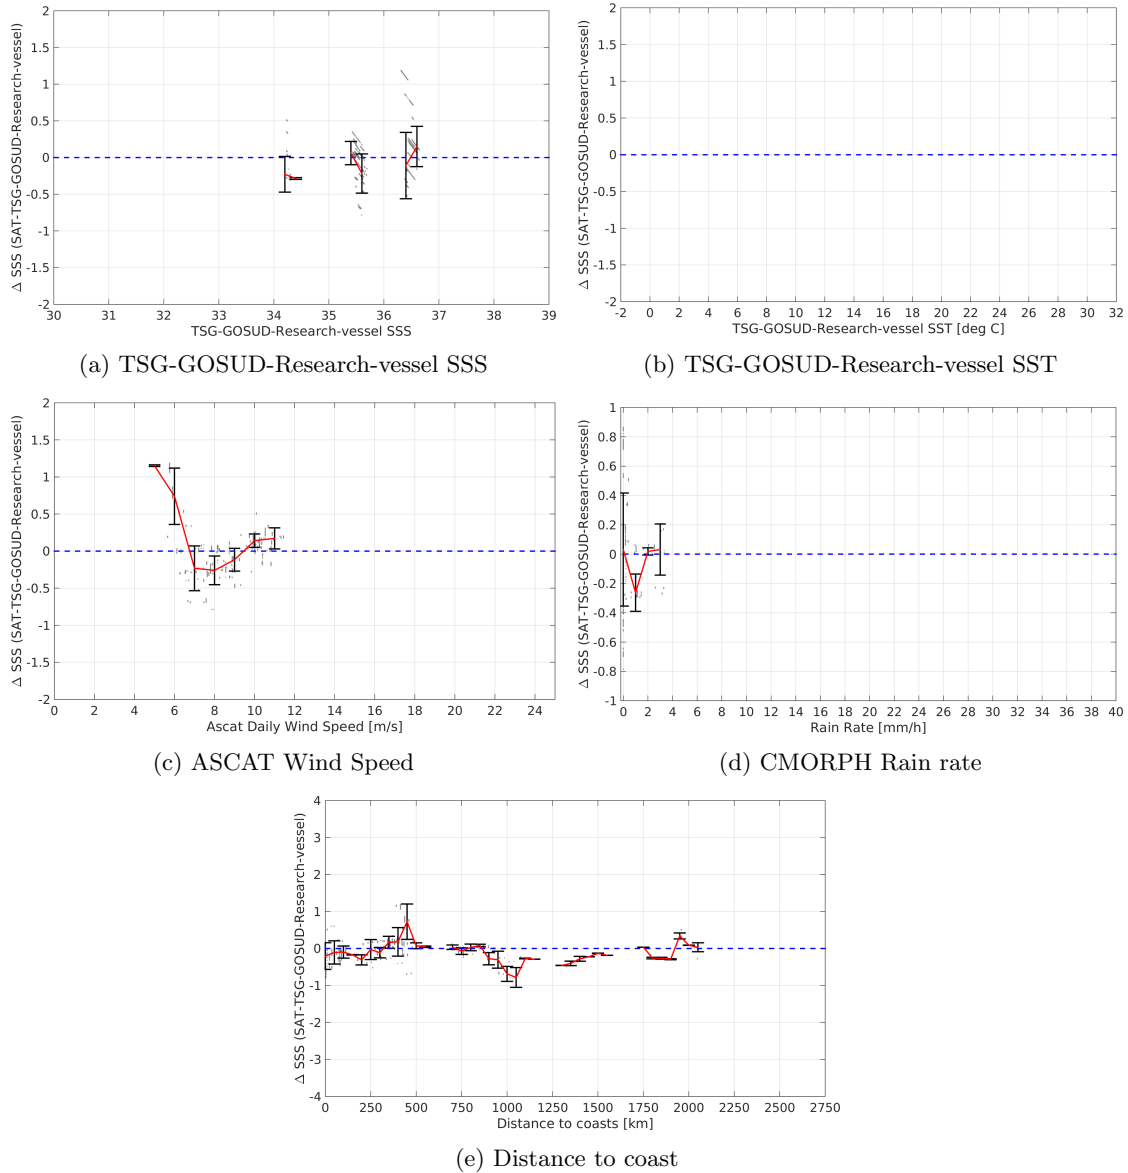 2
1.5
1
0.5
0
-0.5
-1
-1.5
-2
30 31 32 33 34 35 36 37 38 39
Δ SSS (SAT-TSG-GOSUD-Research-vessel)
TSG-GOSUD-Research-vessel SSS
(a) TSG-GOSUD-Research-vessel SSS
2
1.5
1
0.5
0
-0.5
-1
-1.5
-2
-2 0 2 4 6 8 10 12 14 16 18 20 22 24 26 28 30 32
Δ SSS (SAT-TSG-GOSUD-Research-vessel)
TSG-GOSUD-Research-vessel SST [deg C]
(b) TSG-GOSUD-Research-vessel SST
2
1.5
1
0.5
0
-0.5
-1
-1.5
-2
0 2 4 6 8 10 12 14 16 18 20 22 24
Δ SSS (SAT-TSG-GOSUD-Research-vessel)
Ascat Daily Wind Speed [m/s]
(c) ASCAT Wind Speed
1
0.8
0.6
0.4
0.2
0
-0.2
-0.4
-0.6
-0.8
-1
0 2 4 6 8 10 12 14 16 18 20 22 24 26 28 30 32 34 36 38 40
Δ SSS (SAT-TSG-GOSUD-Research-vessel)
Rain Rate [mm/h]
(d) CMORPH Rain rate
4
3
2
1
0
-1
-2
-3
-4
0 250 500 750 1000 1250 1500 1750 2000 2250 2500 2750
Δ SSS (SAT-TSG-GOSUD-Research-vessel)
Distance to coasts [km]
(e) Distance to coast